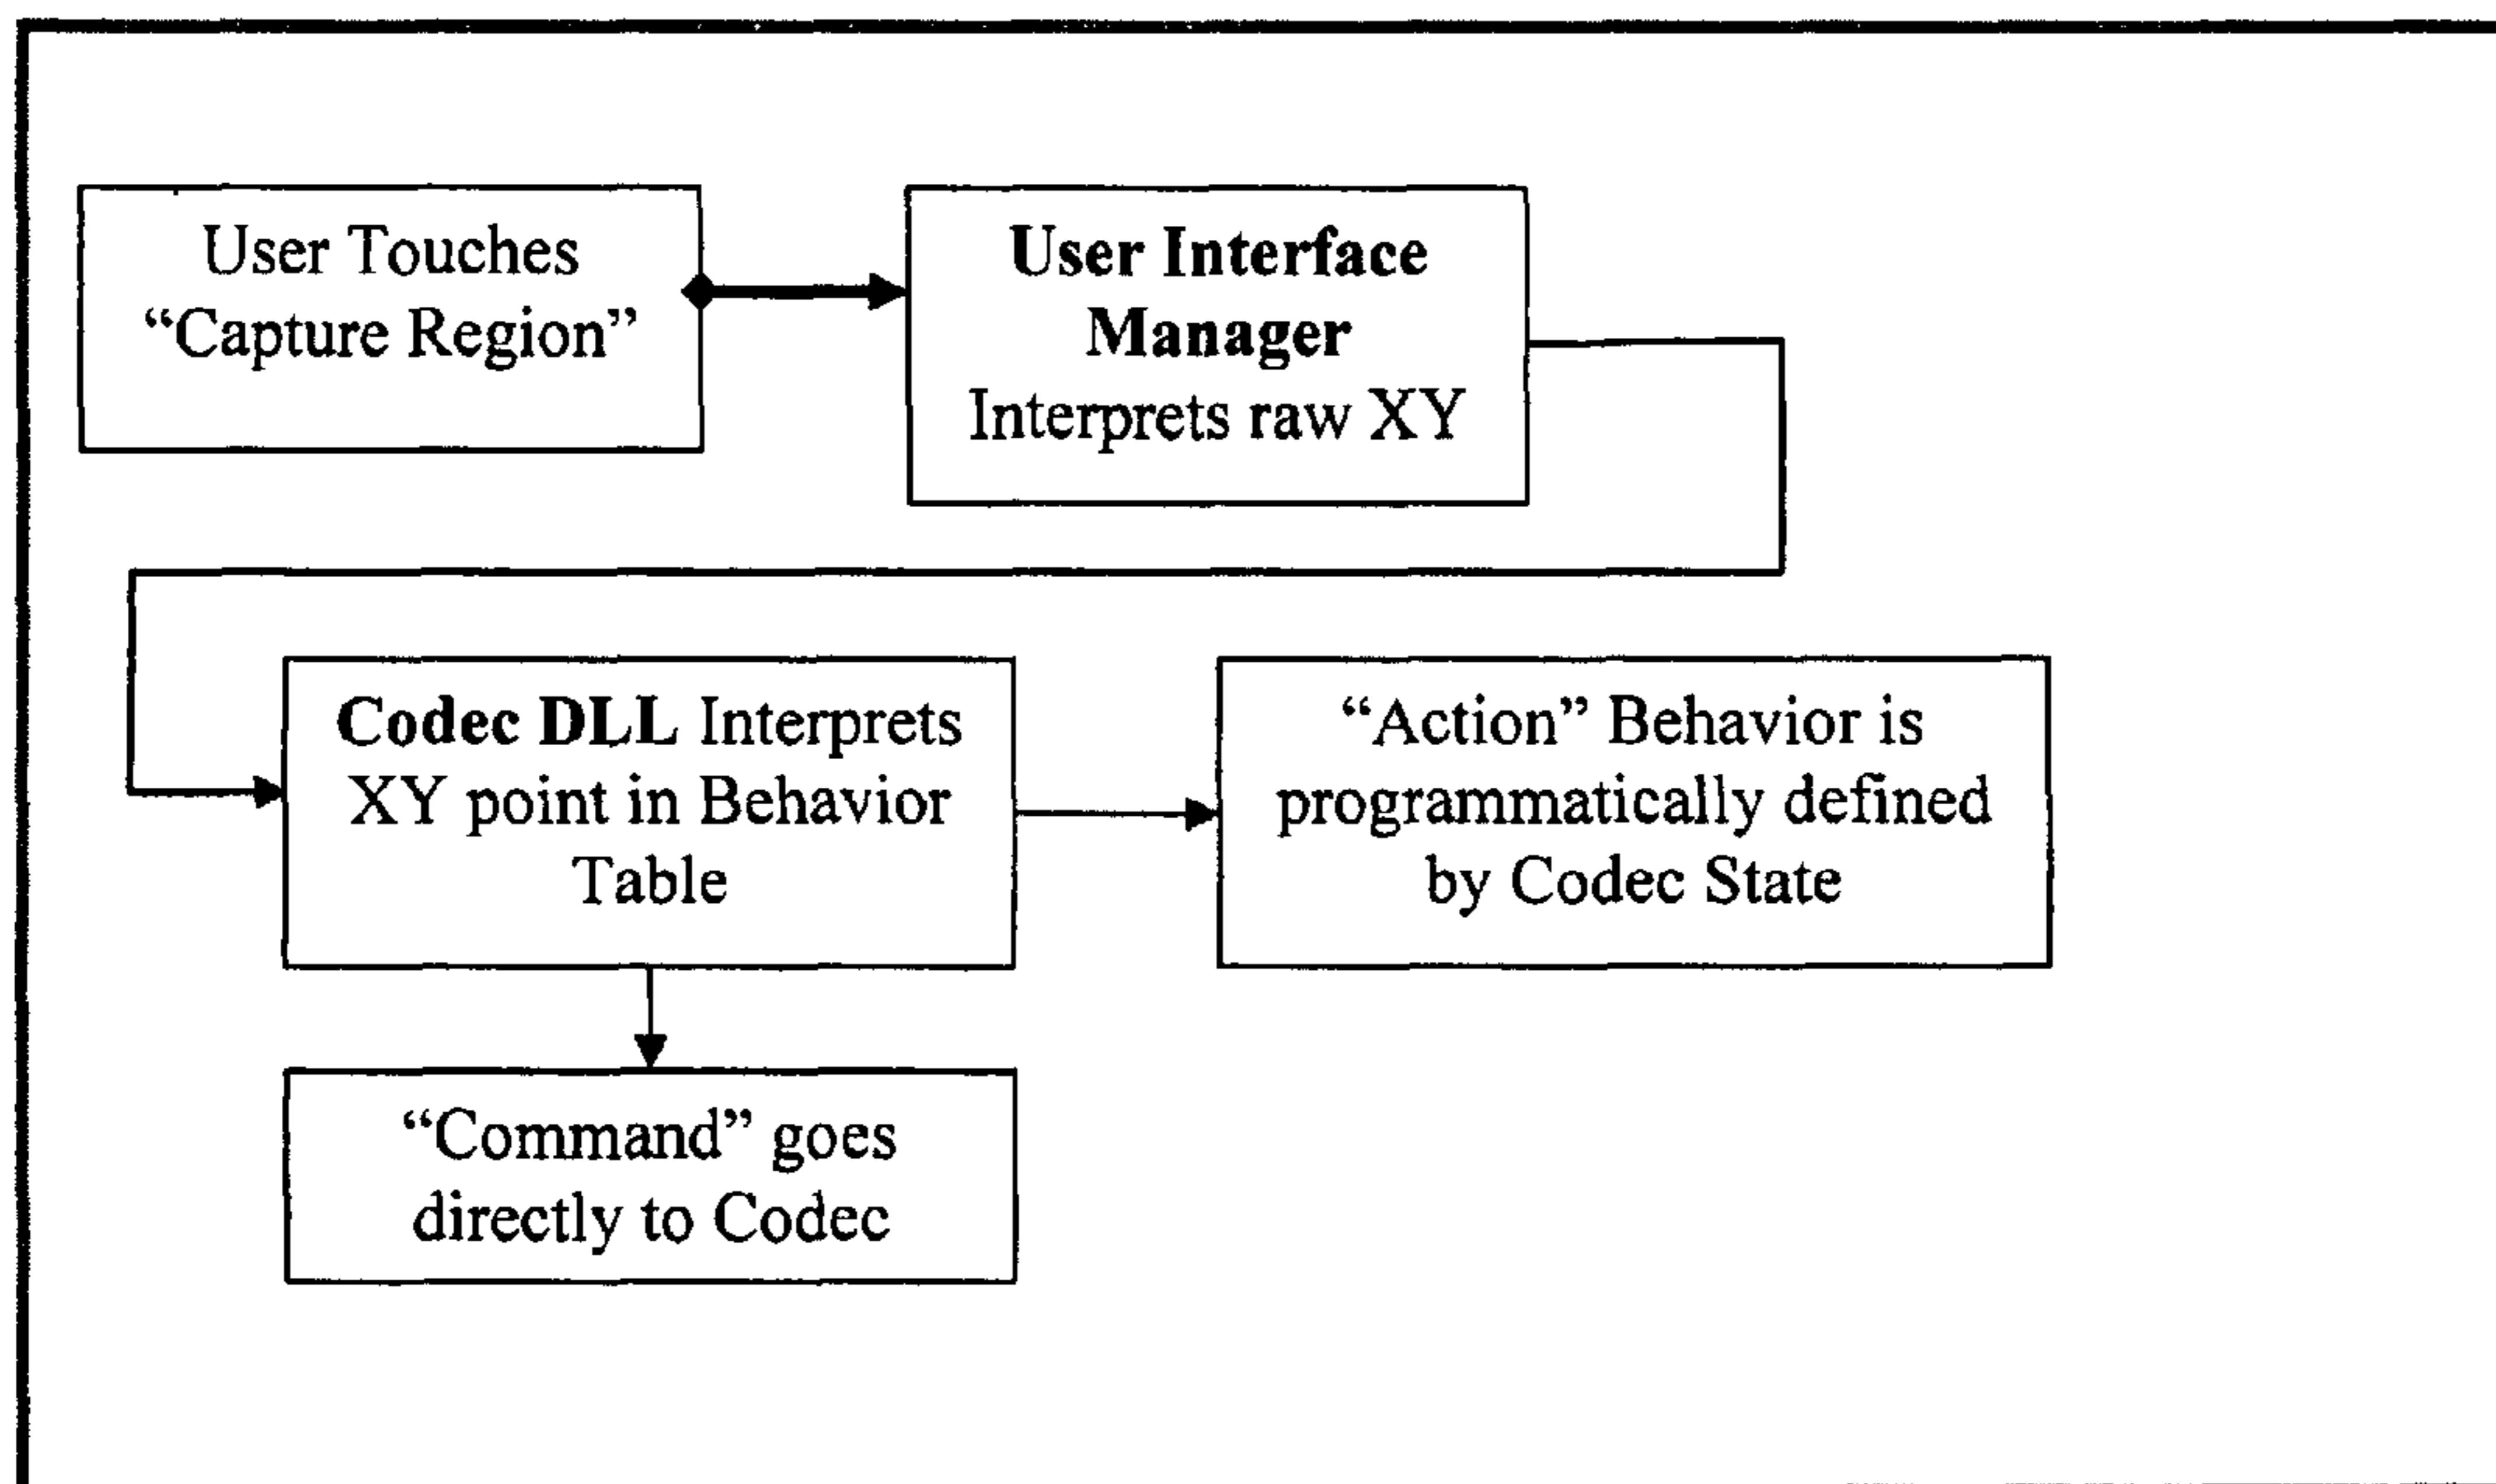 User Touches
“Capture Region”
User Interface
Manager
Interprets raw XY
Codec DLL Interprets
XY point in Behavior
Table
“Action” Behavior is
programmatically defined
by Codec State
“Command” goes
directly to Codec